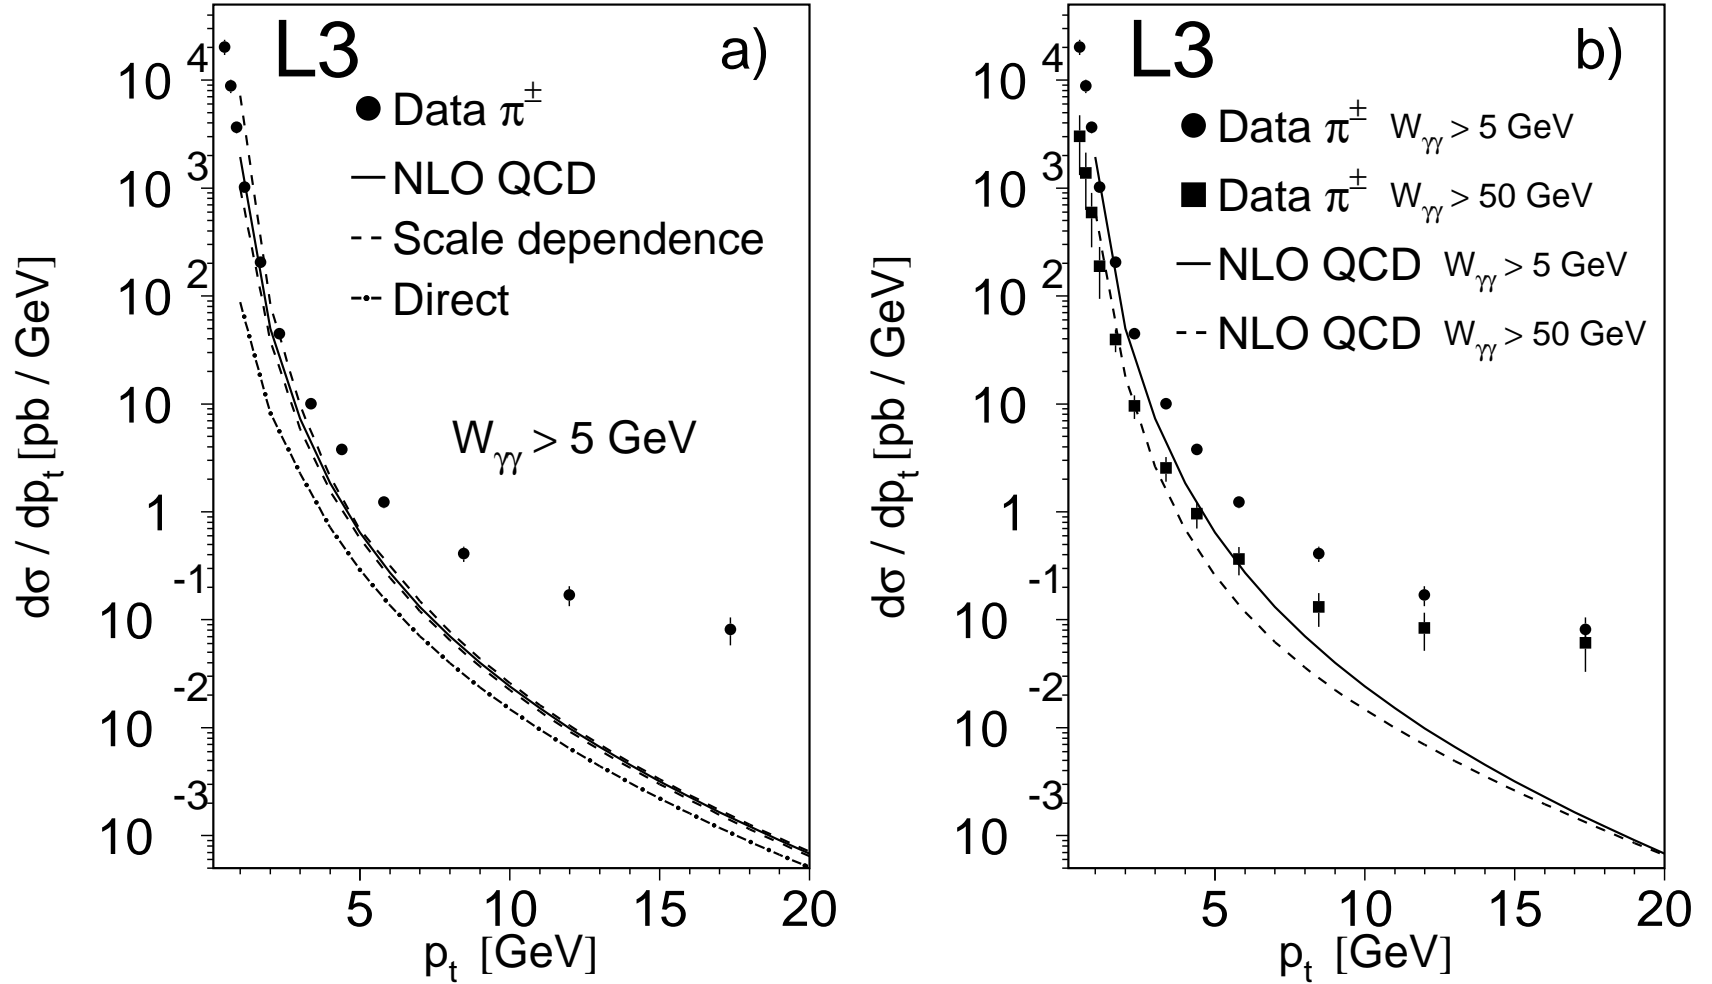 L3
a)
Data π±
NLO QCD
Scale dependence
Direct
Wγγ > 5 GeV
10 4
10 3
10 2
10
1
10 -1
10 -2
10 -3
dσ / dpt [pb / GeV]
5 10 15 20
pt [GeV]
L3
b)
Data π± Wγγ > 5 GeV
Data π± Wγγ > 50 GeV
NLO QCD Wγγ > 5 GeV
NLO QCD Wγγ > 50 GeV
10 4
10 3
10 2
10
1
10 -1
10 -2
10 -3
dσ / dpt [pb / GeV]
5 10 15 20
pt [GeV]